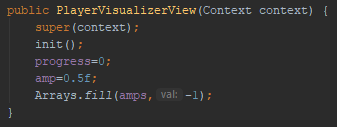 public PlayerVisualizerView(Context context) {
    super(context);
    init();
    progress=0;
    amp=0.5f;
    Arrays.fill(amps, val: -1);
}